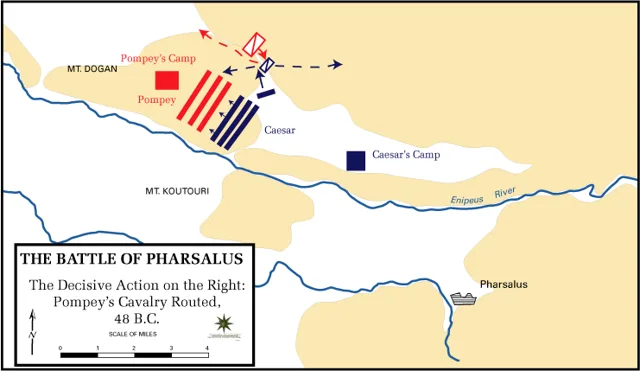 Pompey's Camp
MT. DOGAN
Pompey
Caesar
Caesar's Camp
MT. KOUTOURI
Enipeus River
THE BATTLE OF PHARSALUS
The Decisive Action on the Right:
Pompey's Cavalry Routed,
48 B.C.
Pharsalus
N
SCALE OF MILES
0 1 2 3 4